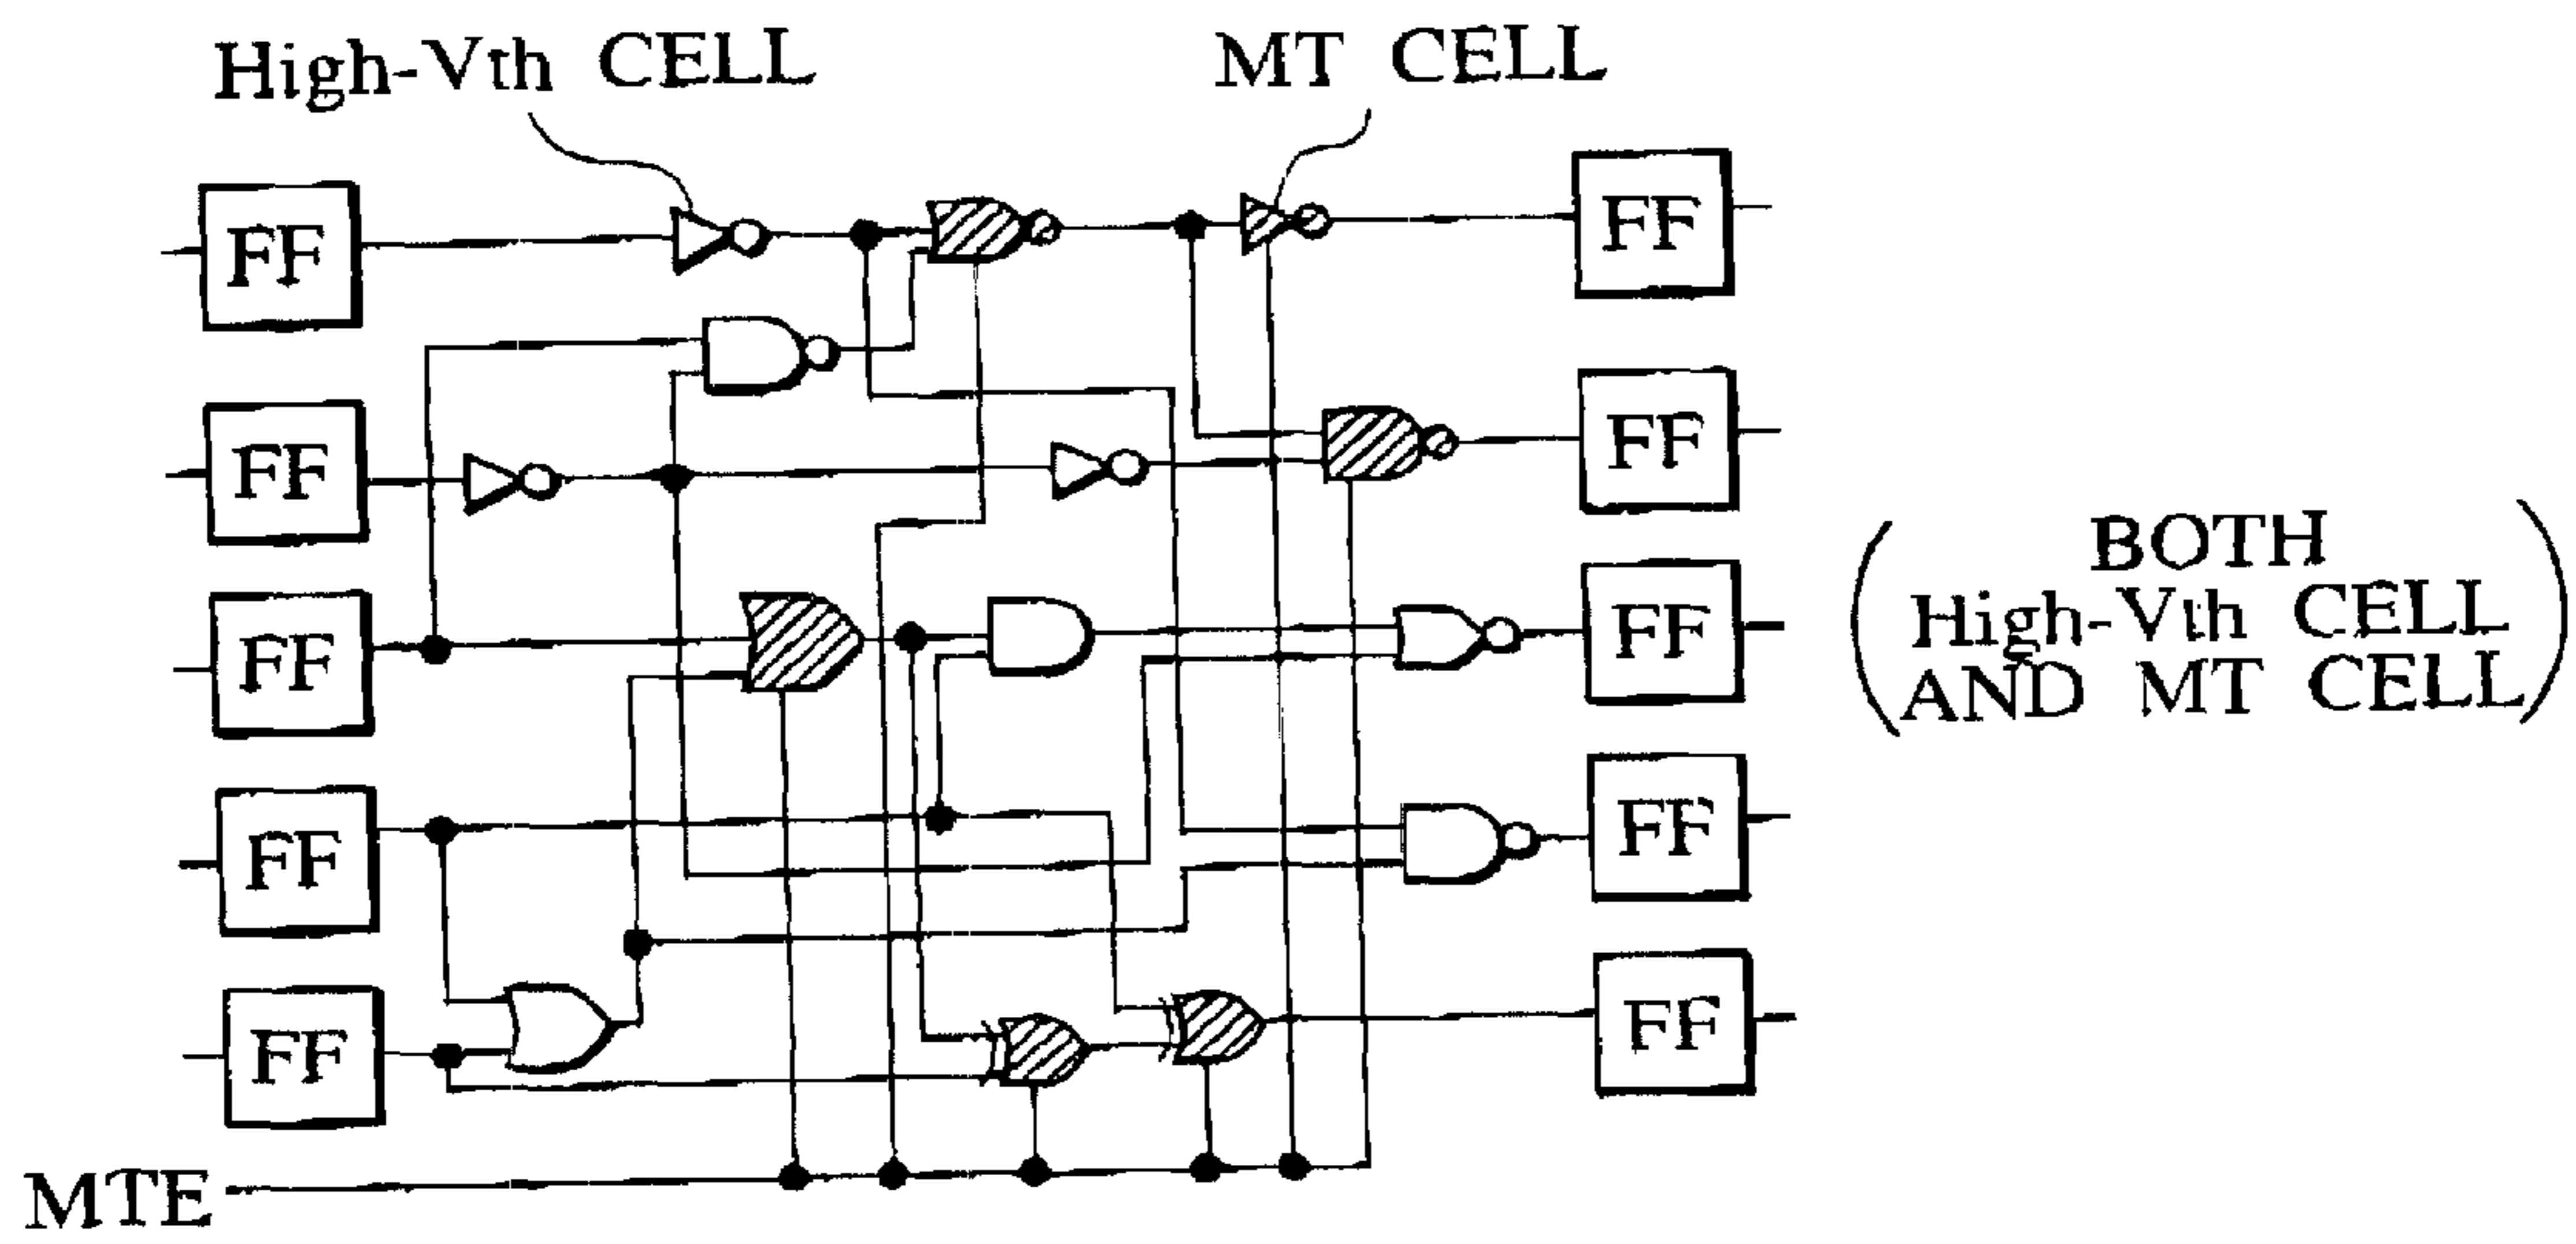 High-Vth CELL
MT CELL
FF
FF
FF
FF
FF
FF
FF
FF
FF
FF
BOTH
High-Vth CELL
AND MT CELL
MTE